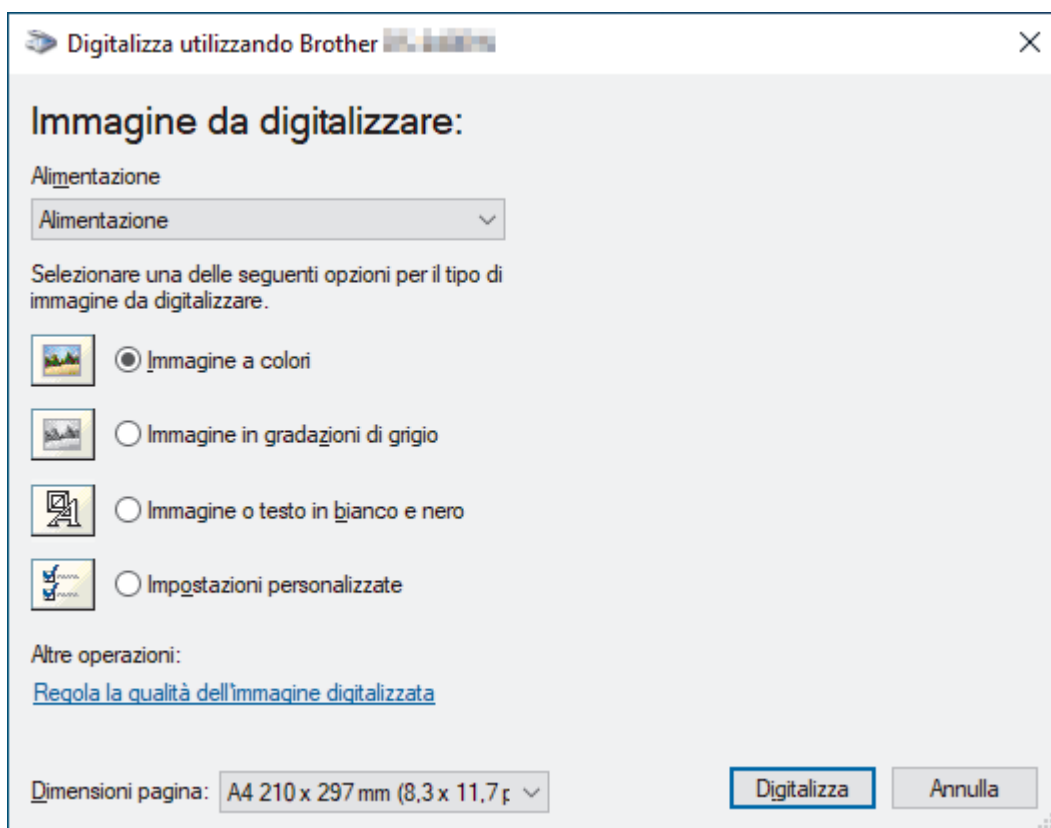 Digitalizza utilizzando Brother
Immagine da digitalizzare:
Alimentazione
Alimentazione
Selezionare una delle seguenti opzioni per il tipo di
immagine da digitalizzare.
Immagine a colori
Immagine in gradazioni di grigio
Immagine o testo in bianco e nero
Impostazioni personalizzate
Altre operazioni:
Regola la qualità dell'immagine digitalizzata
Dimensioni pagina: A4 210 x 297 mm (8,3 x 11,7 Digitalizza Annulla